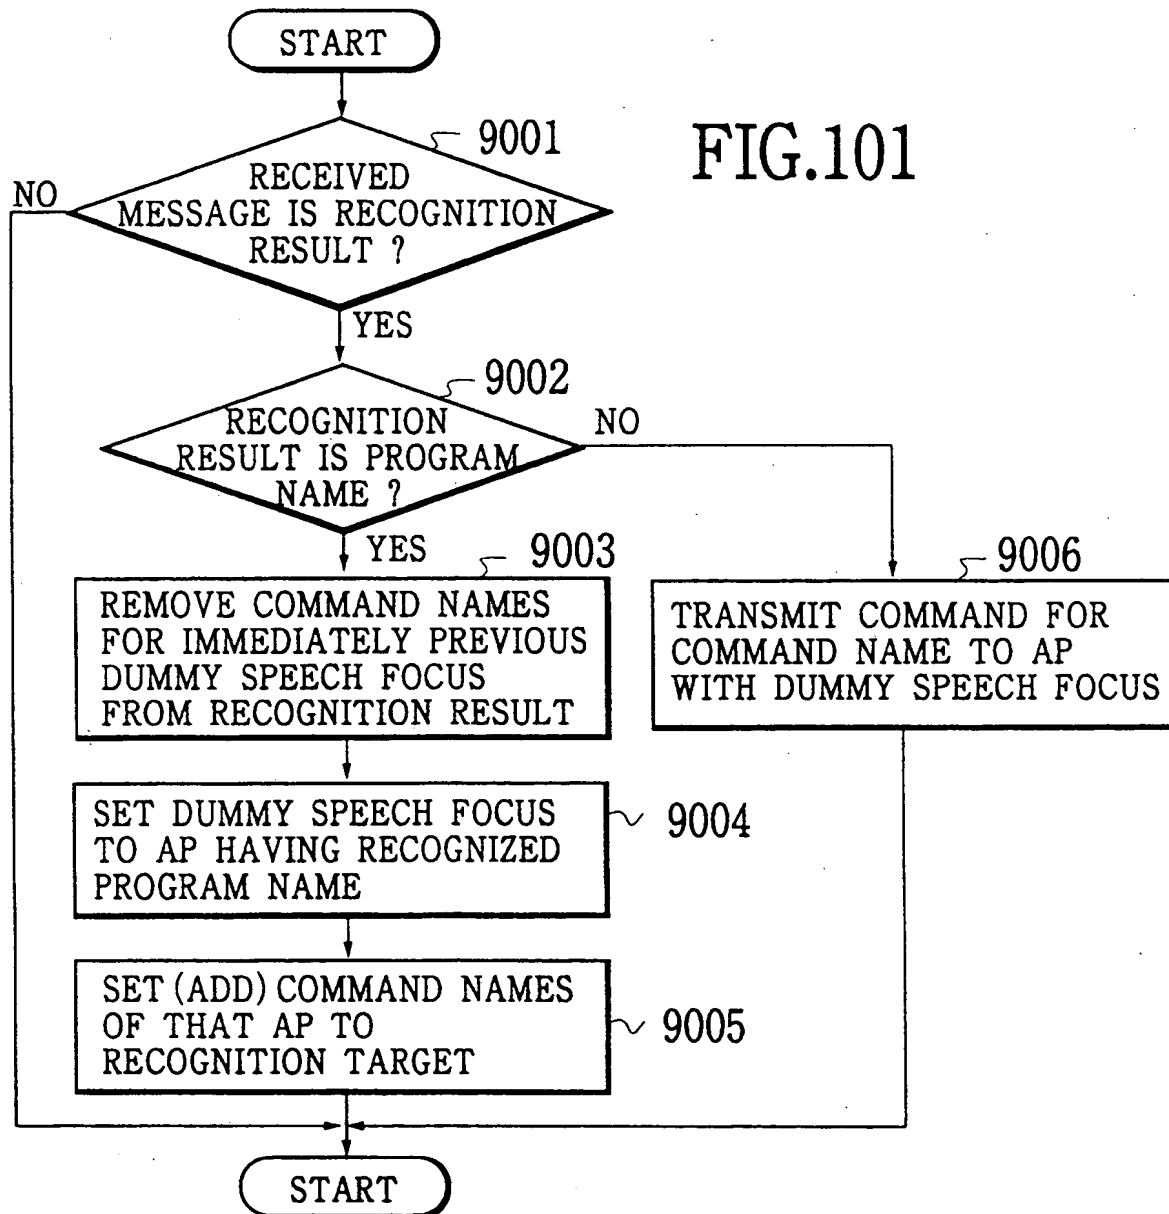 START
FIG.101
9001
RECEIVED
MESSAGE IS RECOGNITION
RESULT ?
NO
YES
9002
RECOGNITION
RESULT IS PROGRAM
NAME ?
NO
YES
9003
REMOVE COMMAND NAMES
FOR IMMEDIATELY PREVIOUS
DUMMY SPEECH FOCUS
FROM RECOGNITION RESULT
9006
TRANSMIT COMMAND FOR
COMMAND NAME TO AP
WITH DUMMY SPEECH FOCUS
SET DUMMY SPEECH FOCUS
TO AP HAVING RECOGNIZED
PROGRAM NAME
9004
SET (ADD) COMMAND NAMES
OF THAT AP TO
RECOGNITION TARGET
9005
START